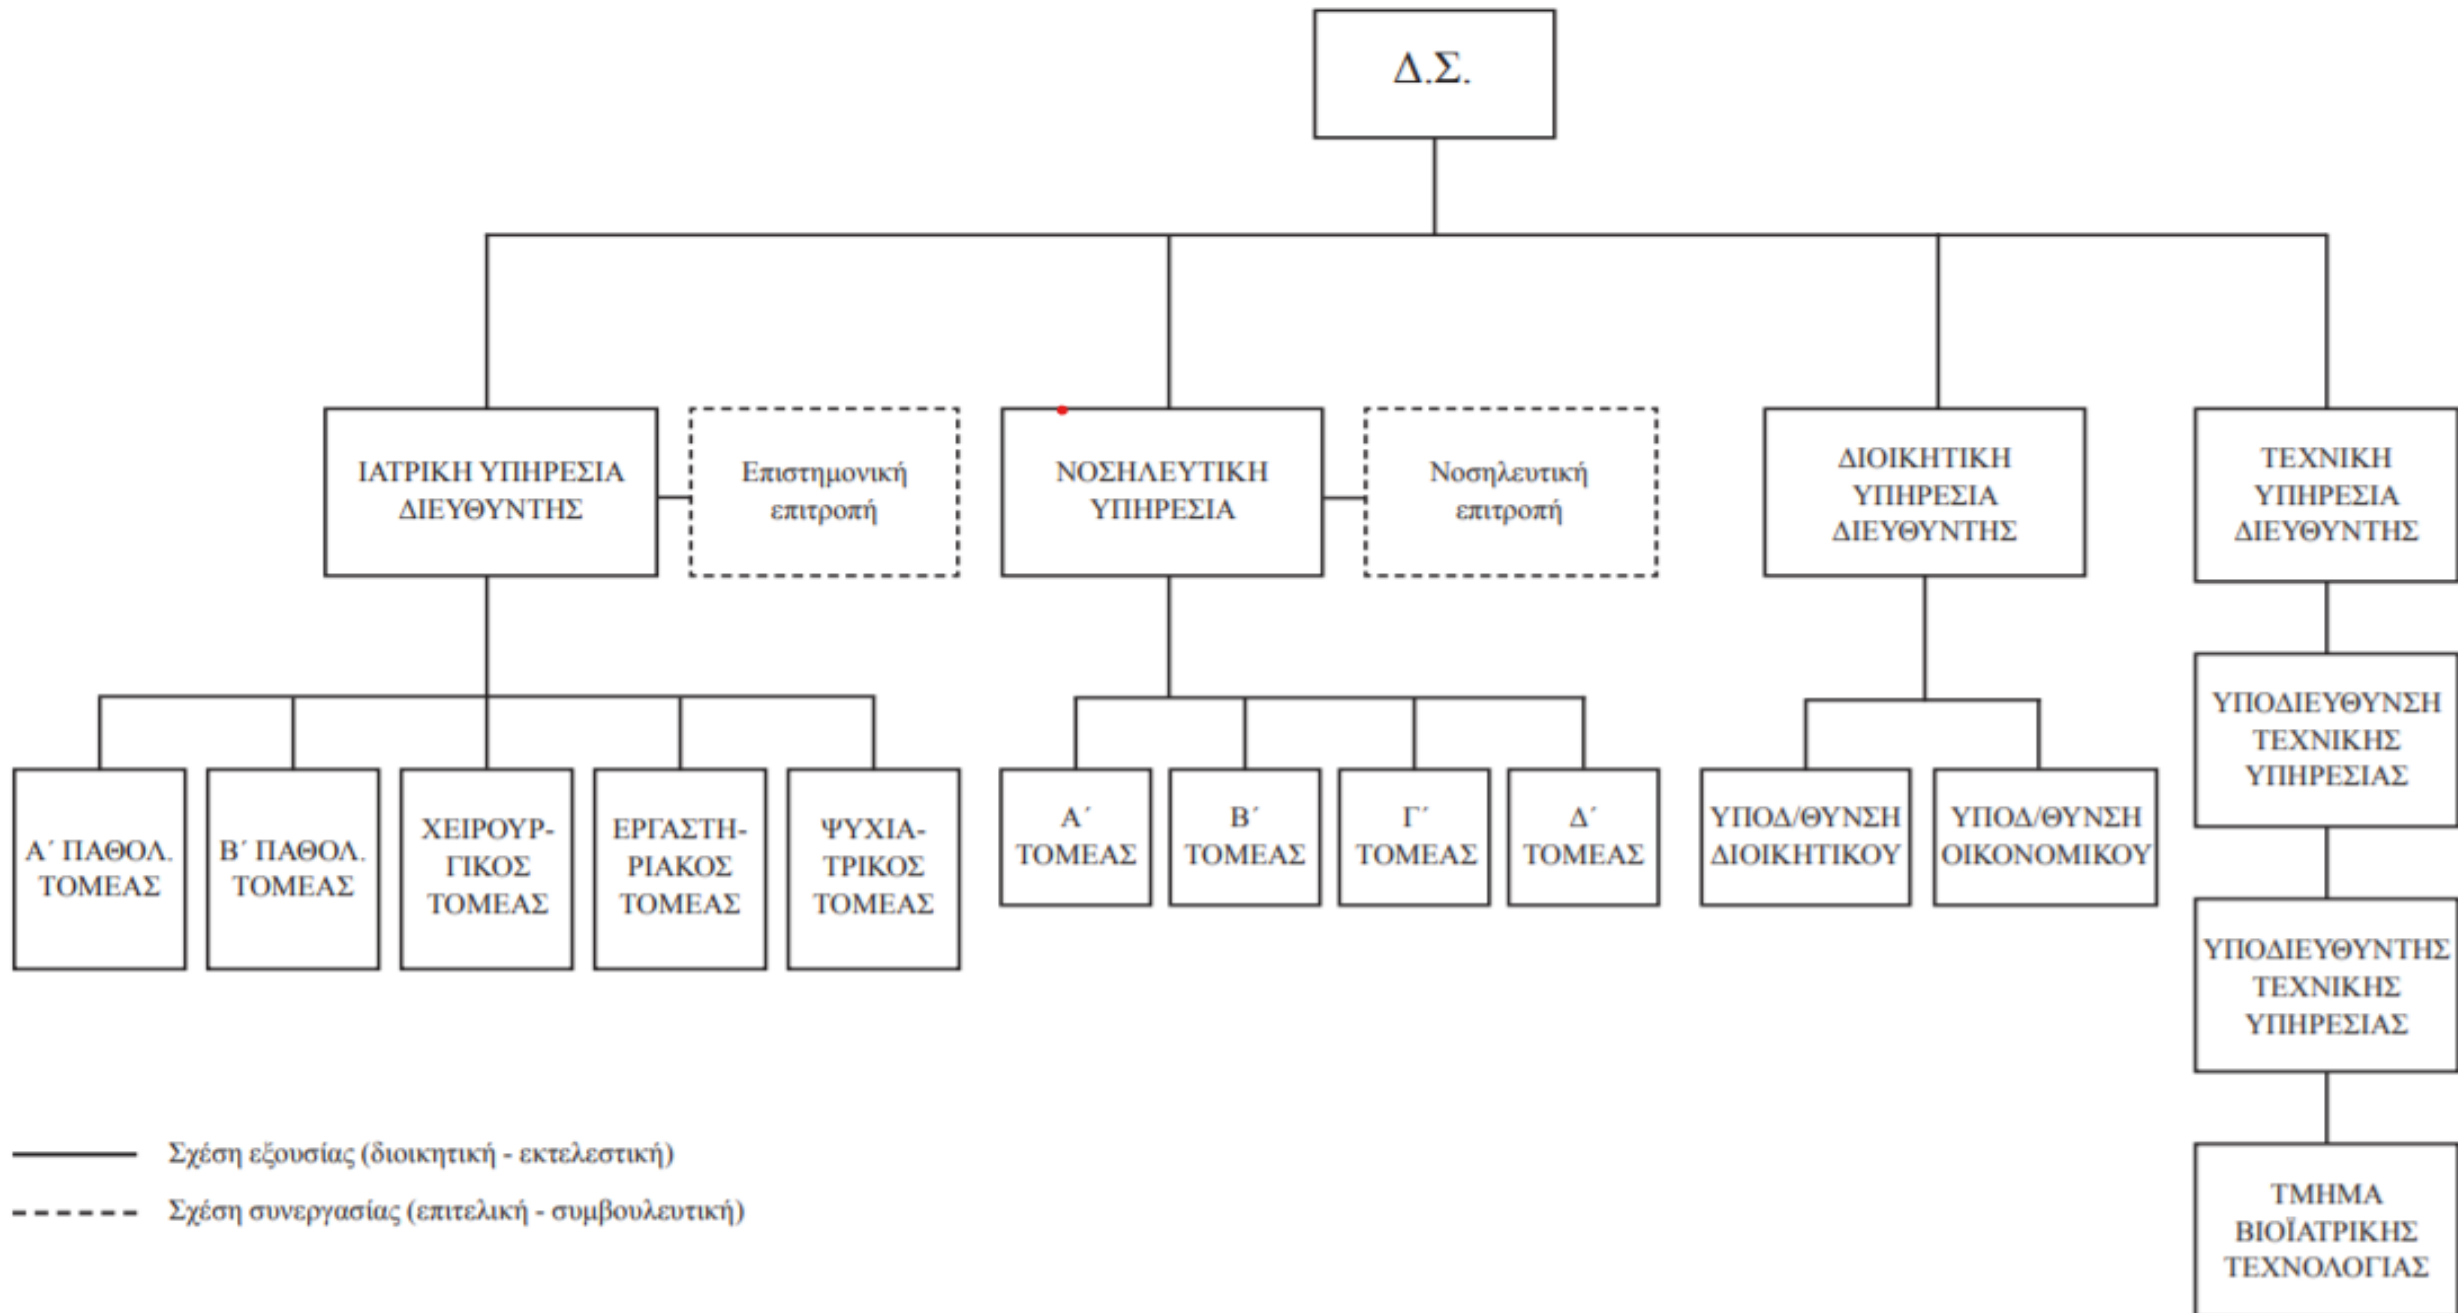 Δ.Σ.
ΙΑΤΡΙΚΗ ΥΠΗΡΕΣΙΑ
ΔΙΕΥΘΥΝΤΗΣ
Επιστημονική
επιτροπή
ΝΟΣΗΛΕΥΤΙΚΗ
ΥΠΗΡΕΣΙΑ
Νοσηλευτική
επιτροπή
ΔΙΟΙΚΗΤΙΚΗ
ΥΠΗΡΕΣΙΑ
ΔΙΕΥΘΥΝΤΗΣ
ΤΕΧΝΙΚΗ
ΥΠΗΡΕΣΙΑ
ΔΙΕΥΘΥΝΤΗΣ
Α΄ ΠΑΘΟΛ.
ΤΟΜΕΑΣ
Β΄ ΠΑΘΟΛ.
ΤΟΜΕΑΣ
ΧΕΙΡΟΥΡ-
ΓΙΚΟΣ
ΤΟΜΕΑΣ
ΕΡΓΑΣΤΗ-
ΡΙΑΚΟΣ
ΤΟΜΕΑΣ
ΨΥΧΙΑ-
ΤΡΙΚΟΣ
ΤΟΜΕΑΣ
Α΄
ΤΟΜΕΑΣ
Β΄
ΤΟΜΕΑΣ
Γ΄
ΤΟΜΕΑΣ
Δ΄
ΤΟΜΕΑΣ
ΥΠΟΔ/ΘΥΝΣΗ
ΔΙΟΙΚΗΤΙΚΟΥ
ΥΠΟΔ/ΘΥΝΣΗ
ΟΙΚΟΝΟΜΙΚΟΥ
ΥΠΟΔΙΕΥΘΥΝΣΗ
ΤΕΧΝΙΚΗΣ
ΥΠΗΡΕΣΙΑΣ
ΥΠΟΔΙΕΥΘΥΝΤΗΣ
ΤΕΧΝΙΚΗΣ
ΥΠΗΡΕΣΙΑΣ
ΤΜΗΜΑ
ΒΙΟΪΑΤΡΙΚΗΣ
ΤΕΧΝΟΛΟΓΙΑΣ
Σχέση εξουσίας (διοικητική - εκτελεστική)
Σχέση συνεργασίας (επιτελική - συμβουλευτική)